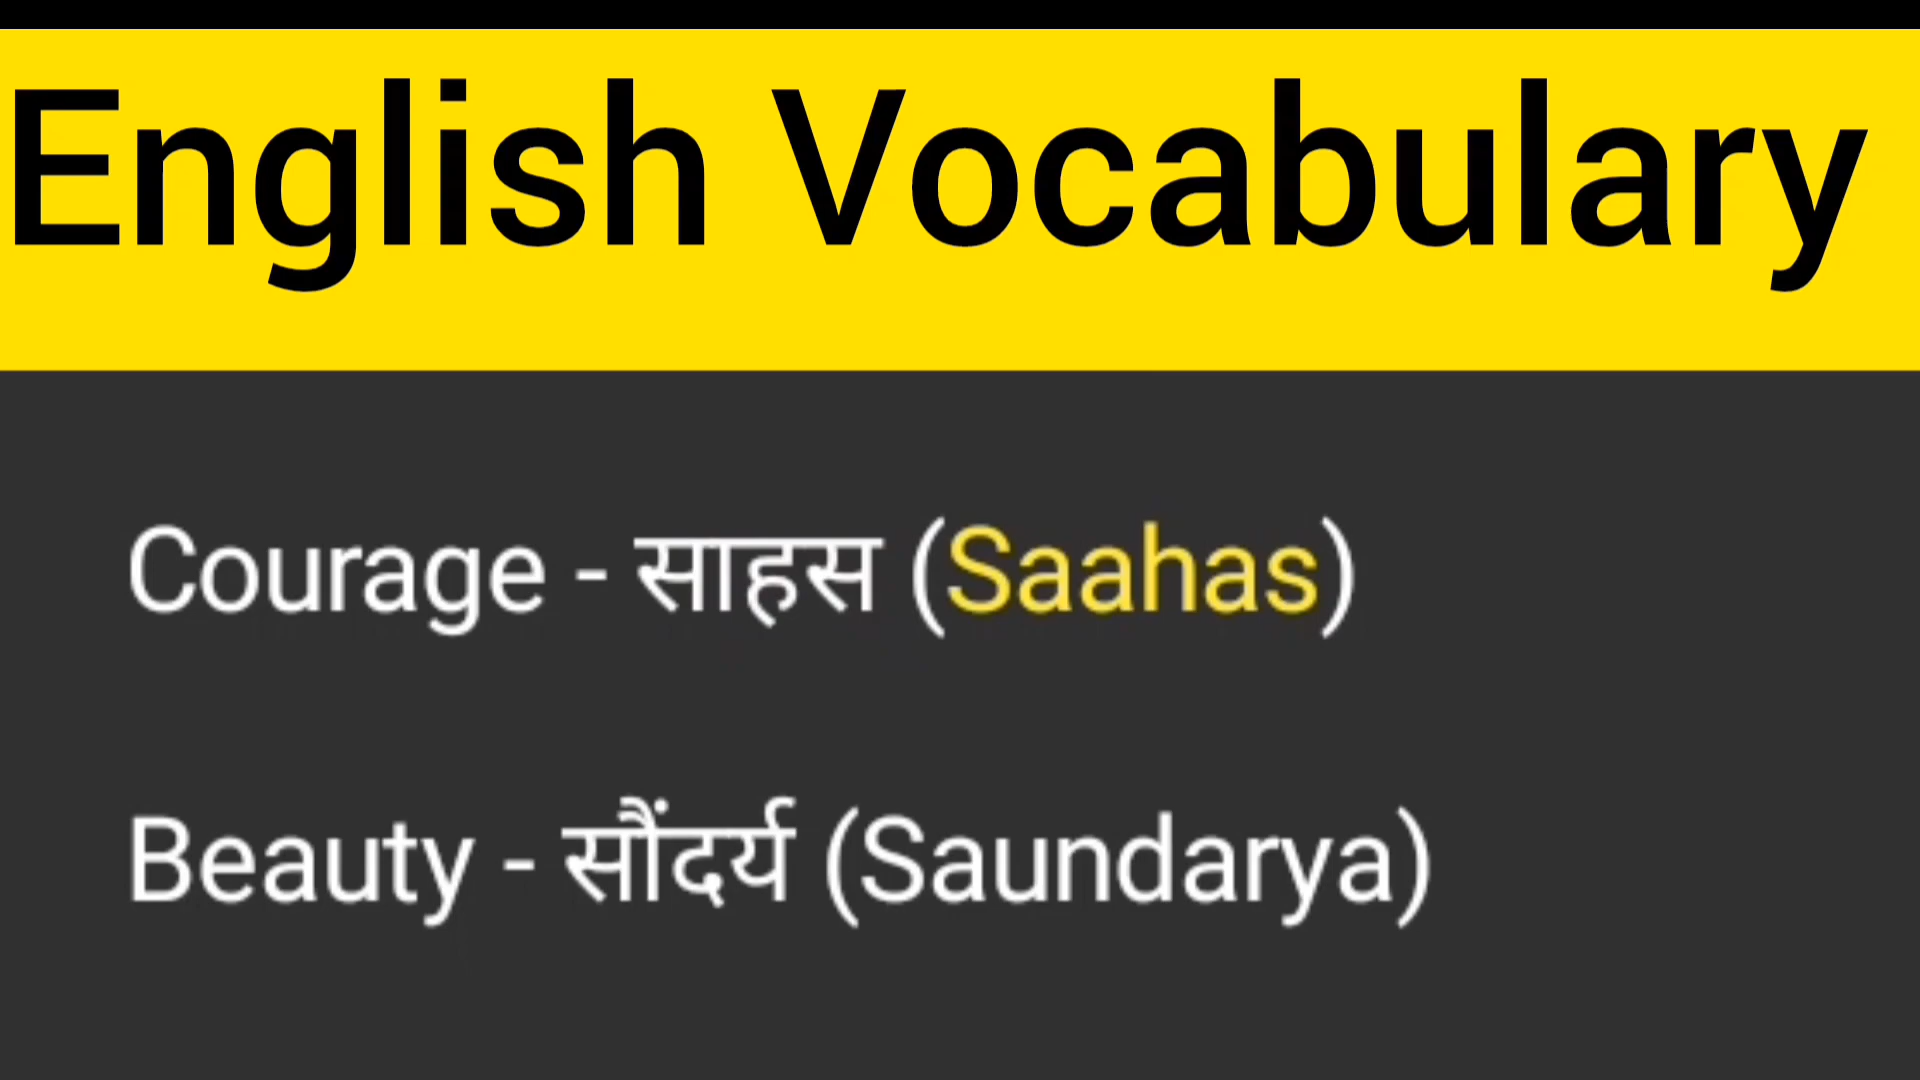 English Vocabulary
Courage - साहस (Saahas)
Beauty - सौंदर्य (Saundarya)